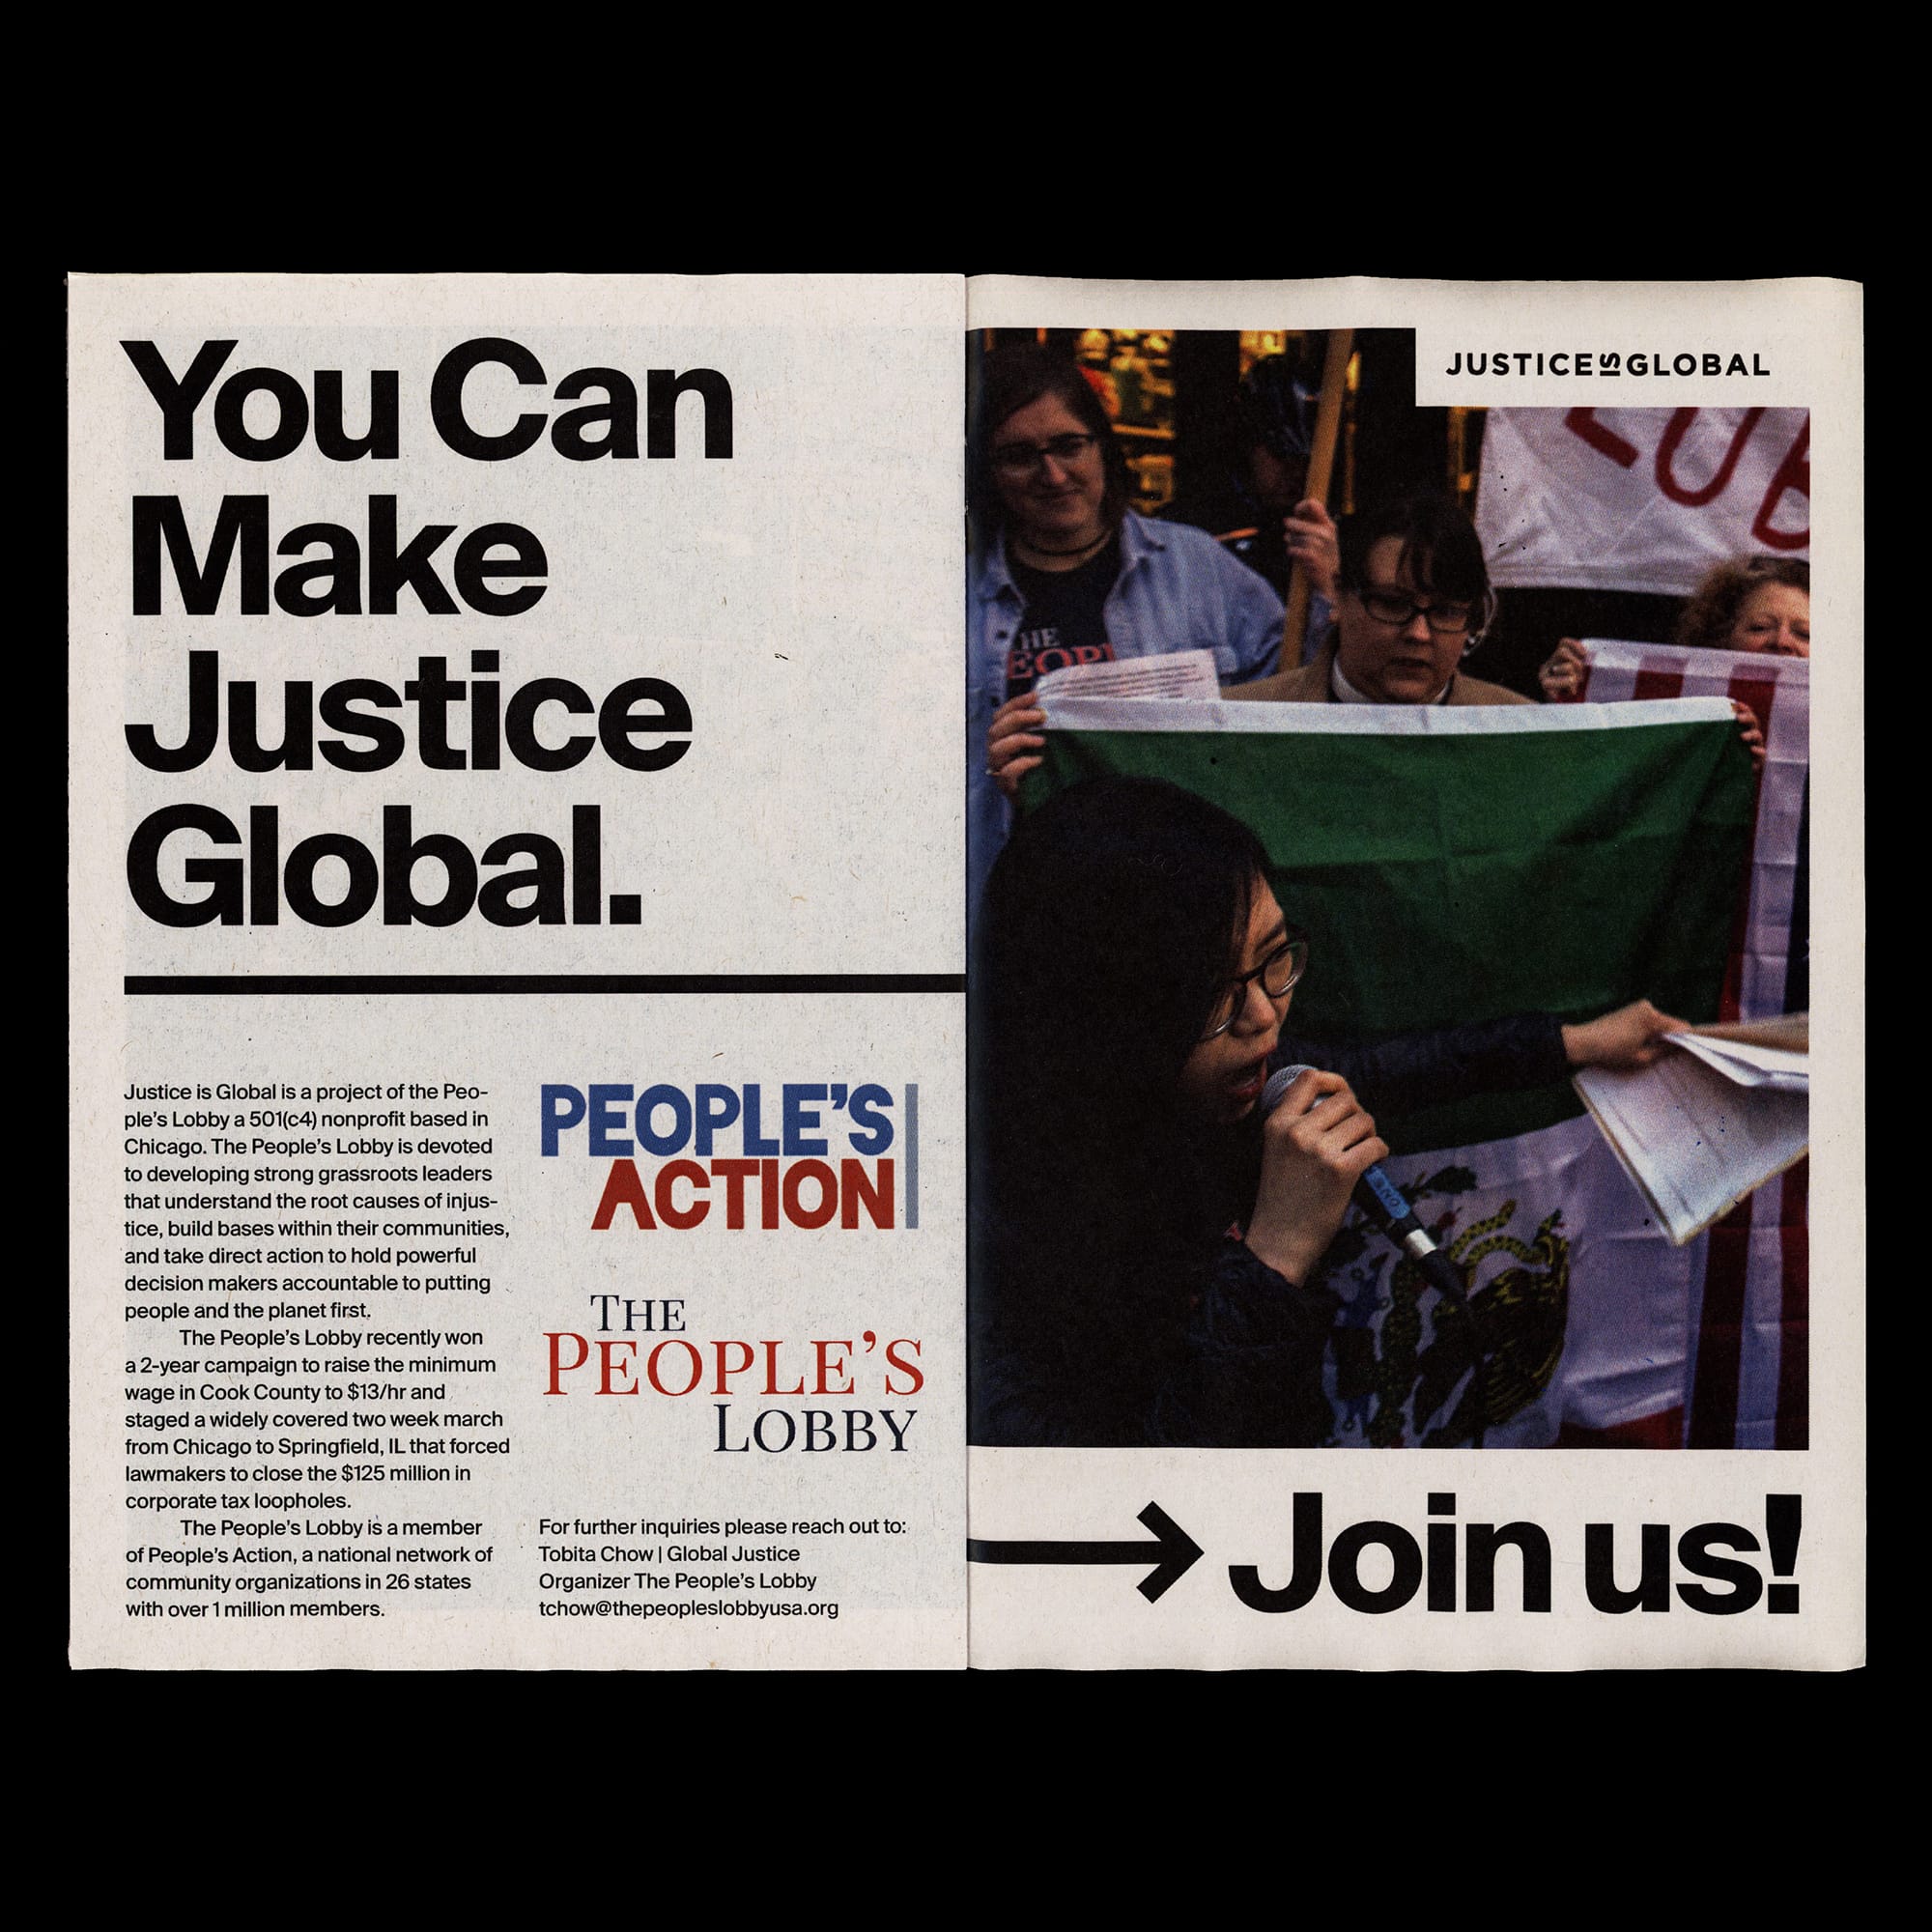 You Can
Make
Justice
Global.
Justice is Global is a project of the Peo-
ple's Lobby a 501(c4) nonprofit based in
Chicago. The People's Lobby is devoted
to developing strong grassroots leaders
that understand the root causes of injus-
tice, build bases within their communities,
and take direct action to hold powerful
decision makers accountable to putting
people and the planet first.
The People's Lobby recently won
a 2-year campaign to raise the minimum
wage in Cook County to $13/hr and
staged a widely covered two week march
from Chicago to Springfield, IL that forced
lawmakers to close the $125 million in
corporate tax loopholes.
The People's Lobby is a member
of People's Action, a national network of
community organizations in 26 states
with over 1 million members.
PEOPLE'S
ACTION
THE
PEOPLE'S
LOBBY
For further inquiries please reach out to:
Tobita Chow | Global Justice
Organizer The People's Lobby
tchow@thepeopleslobbyusa.org
JUSTICE IS GLOBAL
THE
Join us!